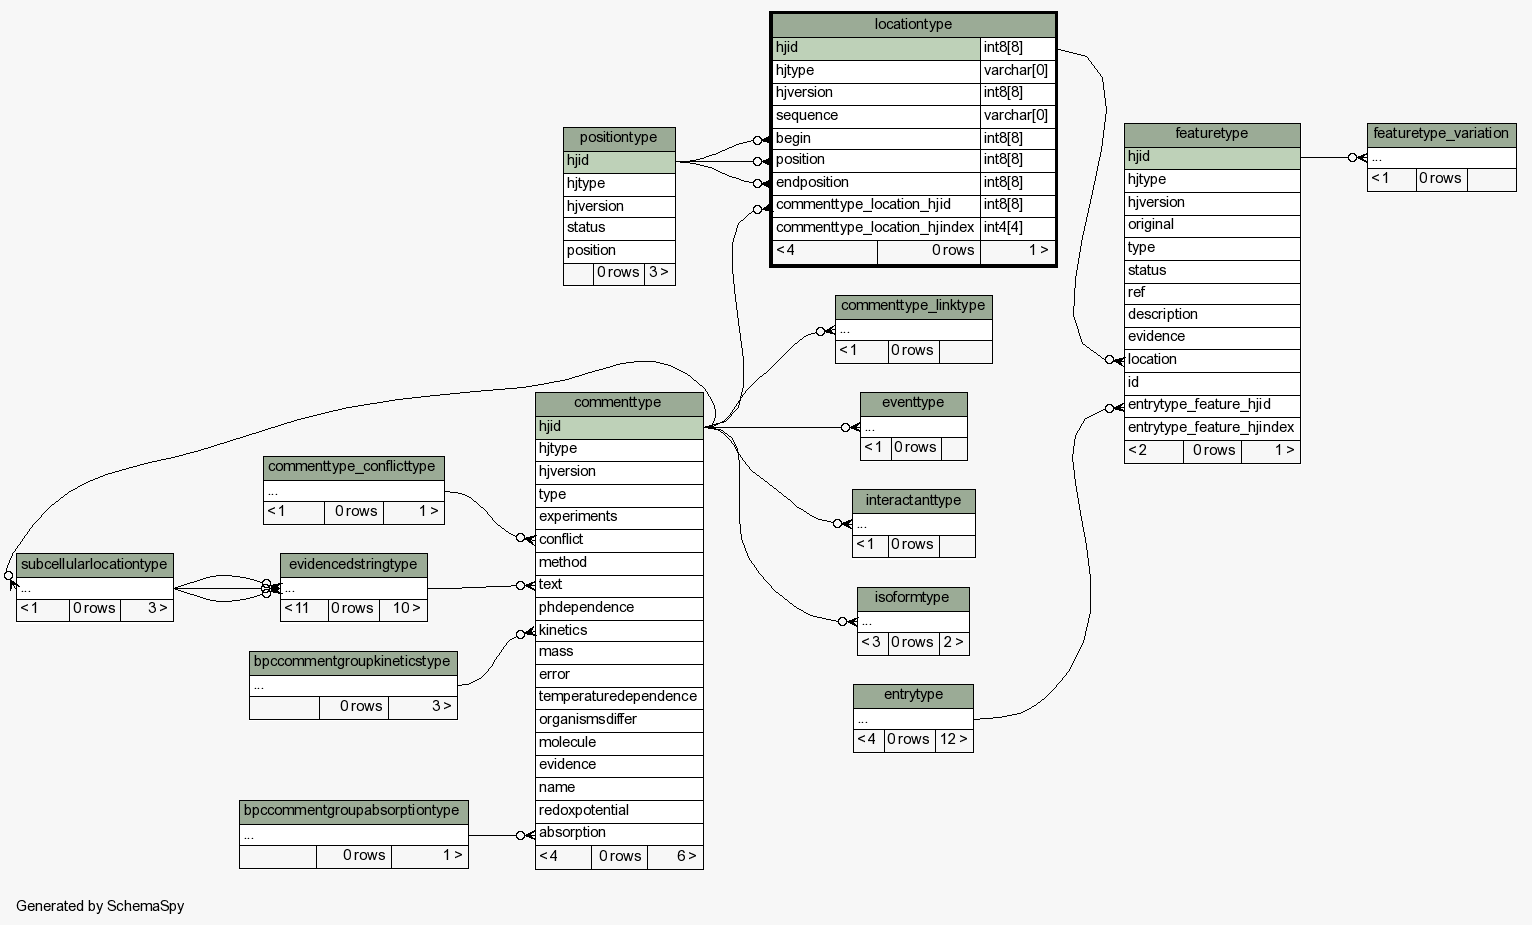 locationtype
hjid int8[8]
hjtype varchar[0]
hjversion int8[8]
sequence varchar[0]
begin int8[8]
position int8[8]
endposition int8[8]
commenttype_location_hjid int8[8]
commenttype_location_hjindex int4[4]
< 4 0 rows 1 >
positiontype
hjid
hjtype
hjversion
status
position
0 rows 3 >
featuretype
hjid
hjtype
hjversion
original
type
status
ref
description
evidence
location
id
entrytype_feature_hjid
entrytype_feature_hjindex
< 2 0 rows 1 >
featuretype_variation
...
< 1 0 rows
commenttype_linktype
...
< 1 0 rows
commenttype
hjid
hjtype
hjversion
type
experiments
conflict
method
text
phdependence
kinetics
mass
error
temperaturedependence
organismsdiffer
molecule
evidence
name
redoxpotential
absorption
< 4 0 rows 6 >
eventtype
...
< 1 0 rows
commenttype_conflicttype
...
< 1 0 rows 1 >
interactanttype
...
< 1 0 rows
subcellularlocationtype
...
< 1 0 rows 3 >
evidencedstringtype
...
< 11 0 rows 10 >
isoformtype
...
< 3 0 rows 2 >
bpccommentgroupkineticstype
...
0 rows 3 >
entrytype
...
< 4 0 rows 12 >
bpccommentgroupabsorptiontype
...
0 rows 1 >
Generated by SchemaSpy